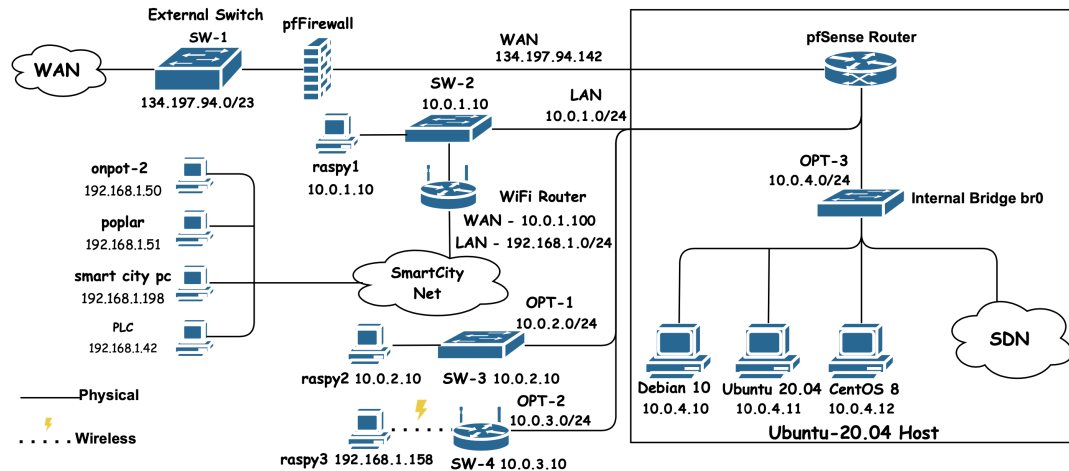 External Switch
SW-1
WAN
134.197.94.0/23
pfFirewall
WAN
134.197.94.142
pfSense Router
SW-2
10.0.1.10
LAN
10.0.1.0/24
raspy1
10.0.1.10
WiFi Router
WAN - 10.0.1.100
LAN - 192.168.1.0/24
onpot-2
192.168.1.50
poplar
192.168.1.51
smart city pc
192.168.1.198
PLC
192.168.1.42
SmartCity
Net
OPT-1
10.0.2.0/24
raspy2 10.0.2.10
SW-3 10.0.2.10
OPT-2
10.0.3.0/24
raspy3 192.168.1.158
SW-4 10.0.3.10
Physical
Wireless
OPT-3
10.0.4.0/24
Internal Bridge br0
SDN
Debian 10
10.0.4.10
Ubuntu 20.04
10.0.4.11
CentOS 8
10.0.4.12
Ubuntu-20.04 Host